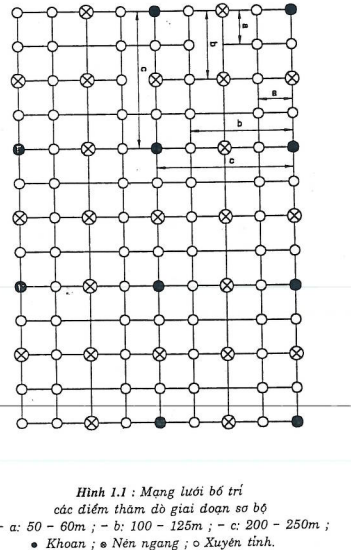 a
b
c
a
b
c
Hình 1.1 : Mạng lưới bố trí
các điểm thăm dò giai đoạn sơ bộ
- a: 50 - 60m ; - b: 100 - 125m ; - c: 200 - 250m ;
● Khoan ; ⊗ Nén ngang ; o Xuyên tĩnh.